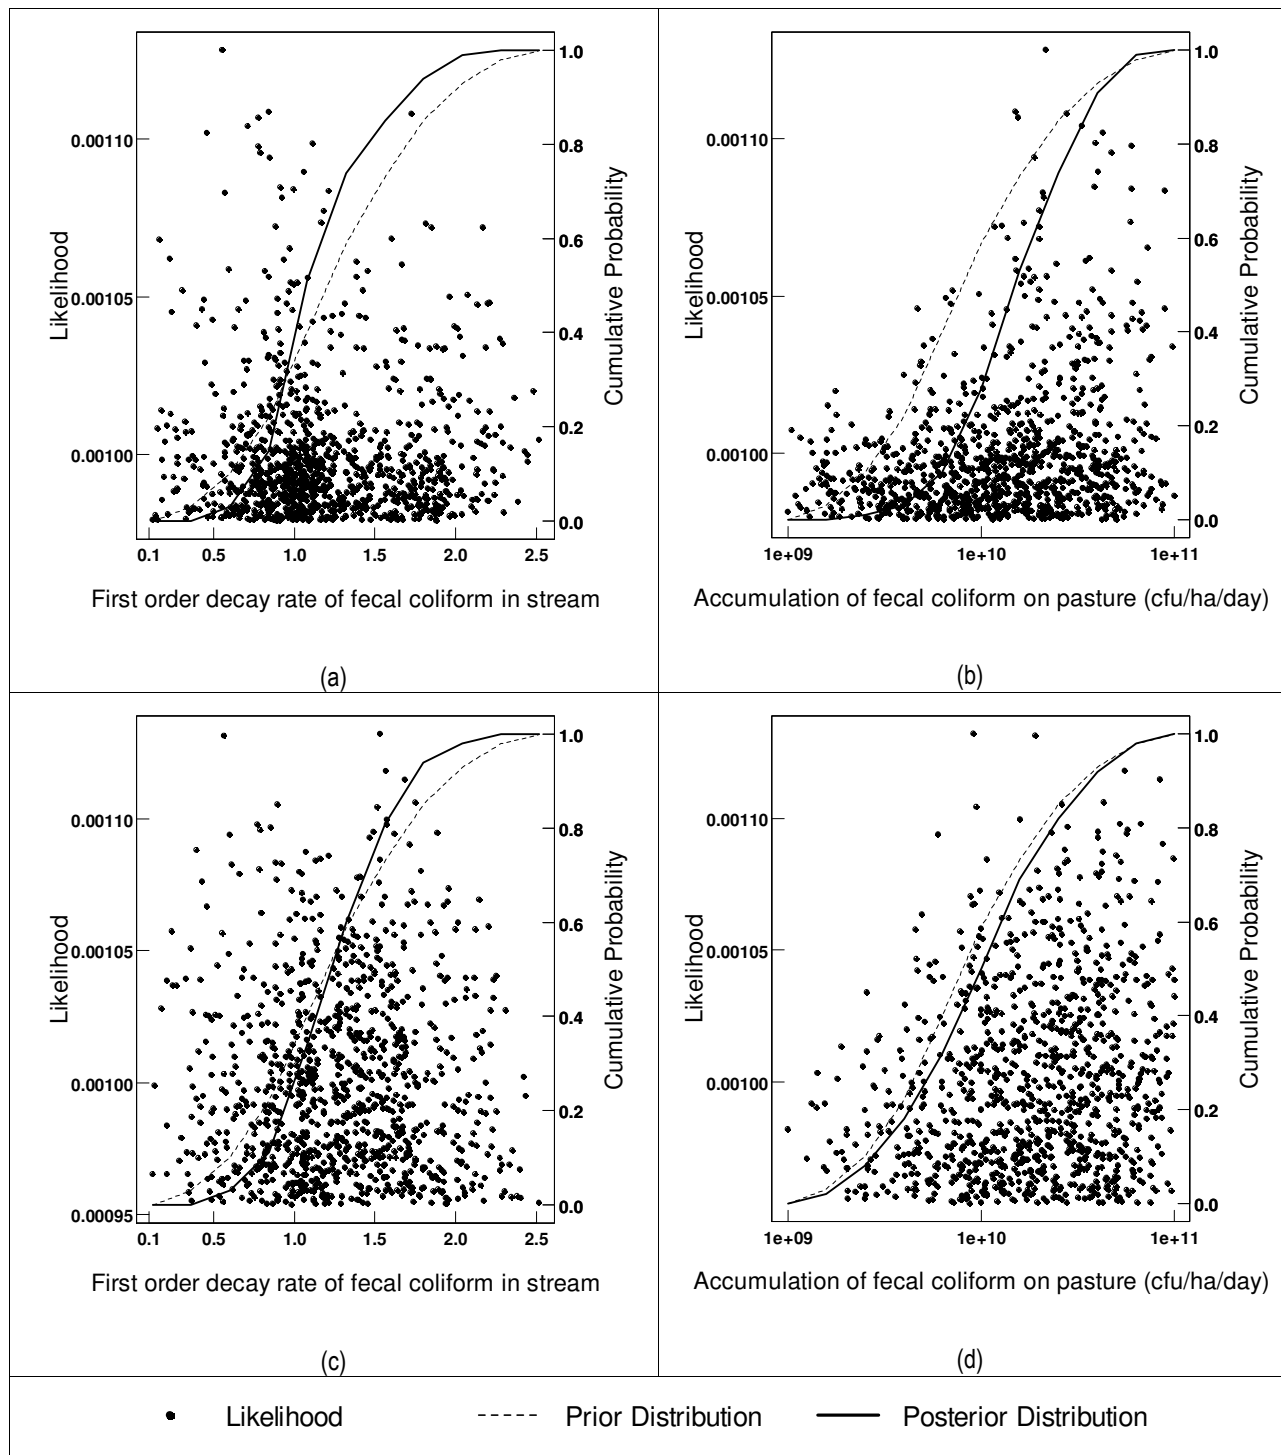 0.00110
0.00105
0.00100
Likelihood
1.0
0.8
0.6
0.4
0.2
0.0
Cumulative Probability
0.1 0.5 1.0 1.5 2.0 2.5
First order decay rate of fecal coliform in stream
(a)
0.00110
0.00105
0.00100
Likelihood
1.0
0.8
0.6
0.4
0.2
0.0
Cumulative Probability
1e+09 1e+10 1e+11
Accumulation of fecal coliform on pasture (cfu/ha/day)
(b)
0.00110
0.00105
0.00100
0.00095
Likelihood
1.0
0.8
0.6
0.4
0.2
0.0
Cumulative Probability
0.1 0.5 1.0 1.5 2.0 2.5
First order decay rate of fecal coliform in stream
(c)
0.00110
0.00105
0.00100
Likelihood
1.0
0.8
0.6
0.4
0.2
0.0
Cumulative Probability
1e+09 1e+10 1e+11
Accumulation of fecal coliform on pasture (cfu/ha/day)
(d)
Likelihood Prior Distribution Posterior Distribution